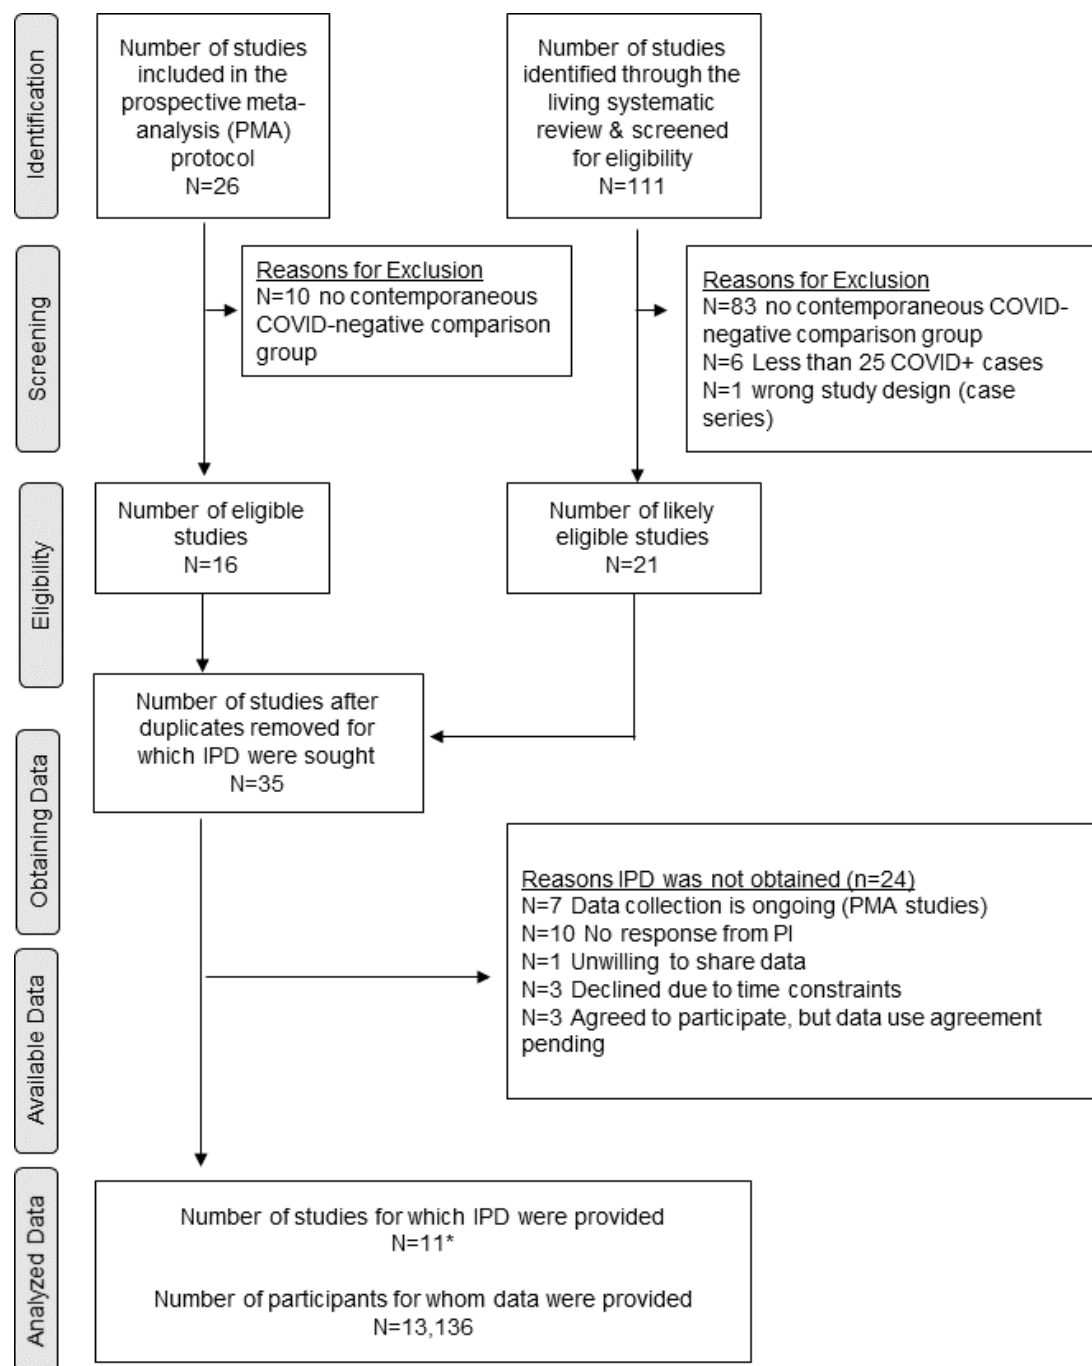 Identification
Number of studies
included in the
prospective meta-
analysis (PMA)
protocol
N=26
Number of studies
identified through the
living systematic
review & screened
for eligibility
N=111
Screening
Reasons for Exclusion
N=10 no contemporaneous
COVID-negative comparison
group
Reasons for Exclusion
N=83 no contemporaneous COVID-
negative comparison group
N=6 Less than 25 COVID+ cases
N=1 wrong study design (case
series)
Eligibility
Number of eligible
studies
N=16
Number of likely
eligible studies
N=21
Number of studies after
duplicates removed for
which IPD were sought
N=35
Obtaining Data
Reasons IPD was not obtained (n=24)
N=7 Data collection is ongoing (PMA studies)
N=10 No response from PI
N=1 Unwilling to share data
N=3 Declined due to time constraints
N=3 Agreed to participate, but data use agreement
pending
Available Data
Analyzed Data
Number of studies for which IPD were provided
N=11*
Number of participants for whom data were provided
N=13,136